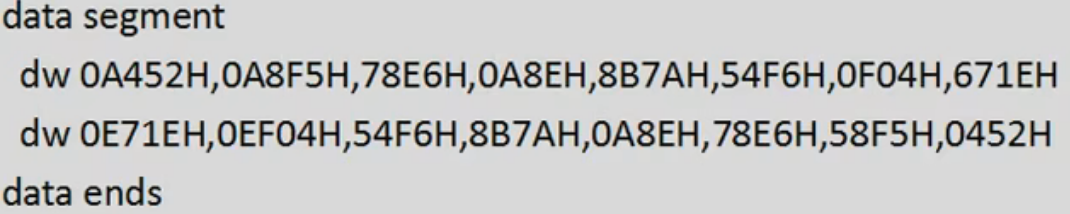 data segment
dw 0A452H,0A8F5H,78E6H,0A8EH,8B7AH,54F6H,0F04H,671EH
dw 0E71EH,0EF04H,54F6H,8B7AH,0A8EH,78E6H,58F5H,0452H
data ends